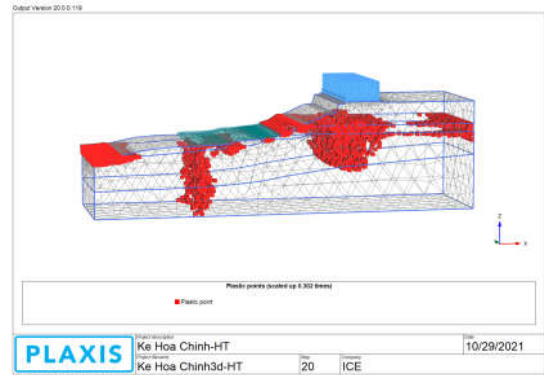 Output Version 20.0.0.119
Z
X
Plastic points (scaled up 0.302 times)
Plastic point
PLAXIS
Project description
Ke Hoa Chinh-HT
Date
10/29/2021
Project filename
Ke Hoa Chinh3d-HT
Step
20
Company
ICE